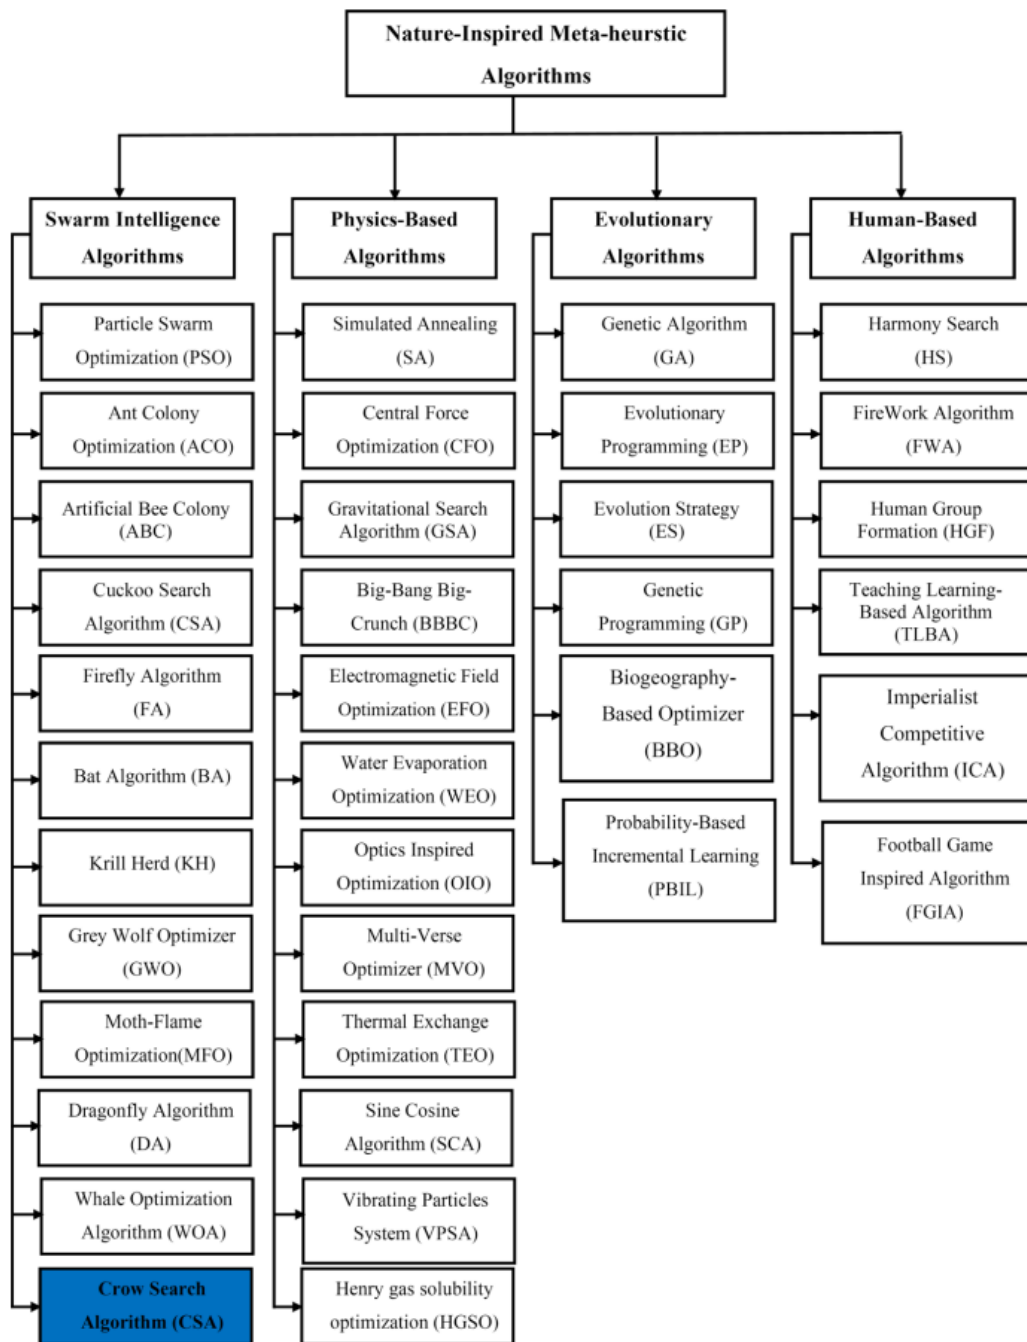 Nature-Inspired Meta-heurstic
Algorithms
Swarm Intelligence
Algorithms
Particle Swarm
Optimization (PSO)
Ant Colony
Optimization (ACO)
Artificial Bee Colony
(ABC)
Cuckoo Search
Algorithm (CSA)
Firefly Algorithm
(FA)
Bat Algorithm (BA)
Krill Herd (KH)
Grey Wolf Optimizer
(GWO)
Moth-Flame
Optimization(MFO)
Dragonfly Algorithm
(DA)
Whale Optimization
Algorithm (WOA)
Crow Search
Algorithm (CSA)
Physics-Based
Algorithms
Simulated Annealing
(SA)
Central Force
Optimization (CFO)
Gravitational Search
Algorithm (GSA)
Big-Bang Big-
Crunch (BBBC)
Electromagnetic Field
Optimization (EFO)
Water Evaporation
Optimization (WEO)
Optics Inspired
Optimization (OIO)
Multi-Verse
Optimizer (MVO)
Thermal Exchange
Optimization (TEO)
Sine Cosine
Algorithm (SCA)
Vibrating Particles
System (VPSA)
Henry gas solubility
optimization (HGSO)
Evolutionary
Algorithms
Genetic Algorithm
(GA)
Evolutionary
Programming (EP)
Evolution Strategy
(ES)
Genetic
Programming (GP)
Biogeography-
Based Optimizer
(BBO)
Probability-Based
Incremental Learning
(PBIL)
Human-Based
Algorithms
Harmony Search
(HS)
FireWork Algorithm
(FWA)
Human Group
Formation (HGF)
Teaching Learning-
Based Algorithm
(TLBA)
Imperialist
Competitive
Algorithm (ICA)
Football Game
Inspired Algorithm
(FGIA)